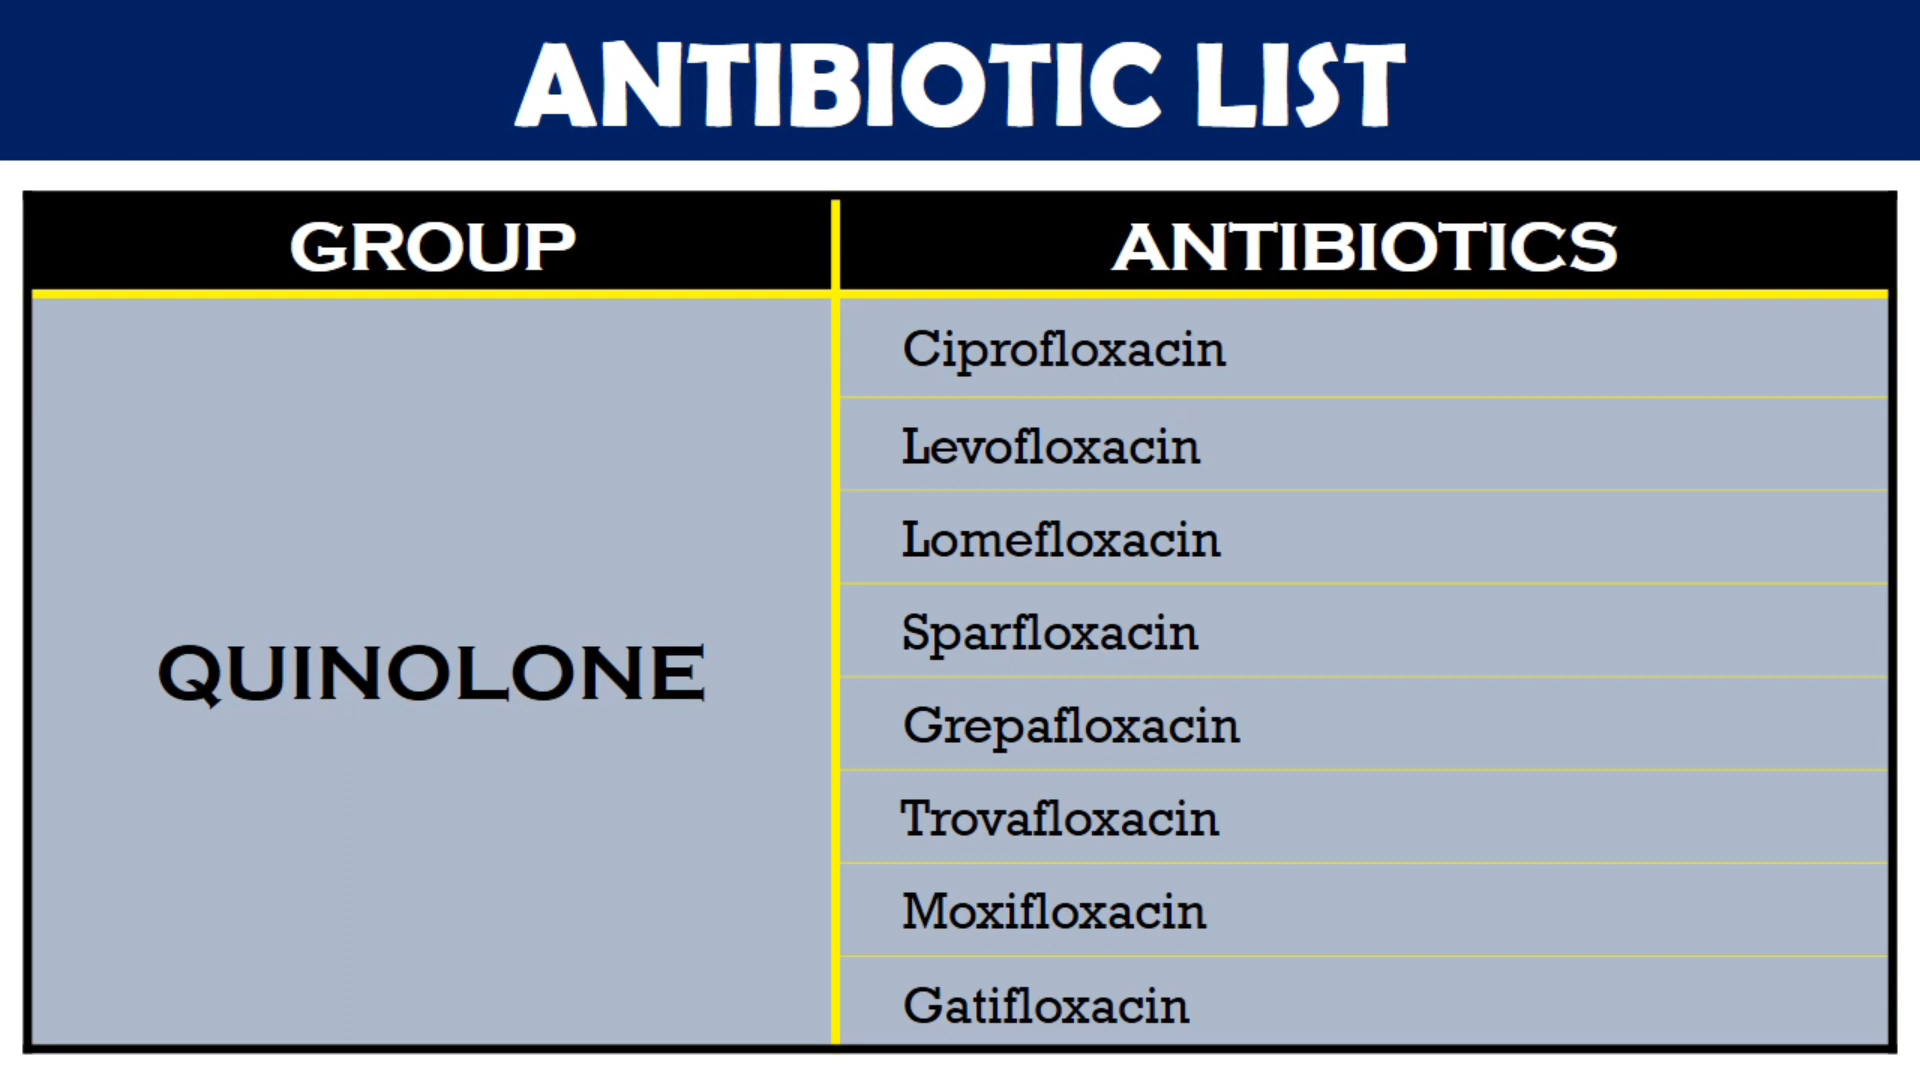 ANTIBIOTIC LIST
GROUP
ANTIBIOTICS
QUINOLONE
Ciprofloxacin
Levofloxacin
Lomefloxacin
Sparfloxacin
Grepafloxacin
Trovafloxacin
Moxifloxacin
Gatifloxacin